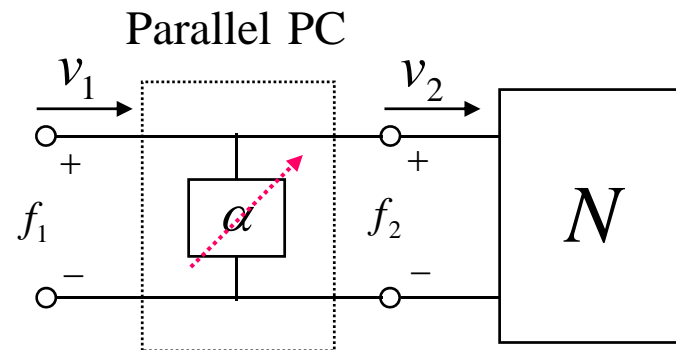 Parallel PC
v₁ v₂
+ +
f₁ α f₂ N
− −